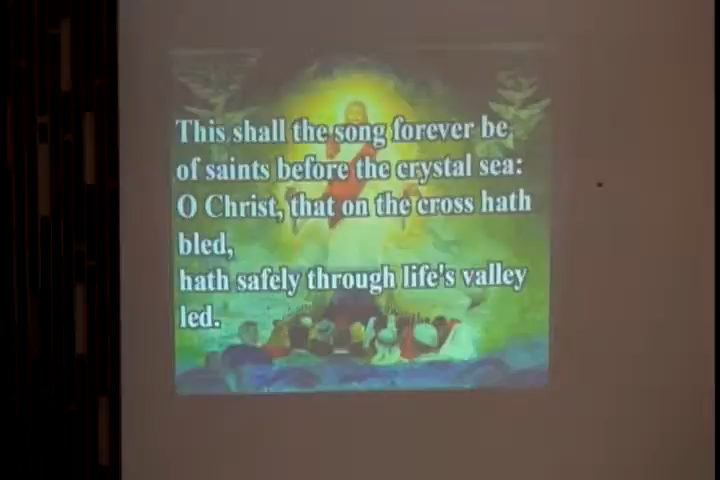 This shall the song forever be
of saints before the crystal sea:
O Christ, that on the cross hath
bled,
hath safely through life's valley
led.